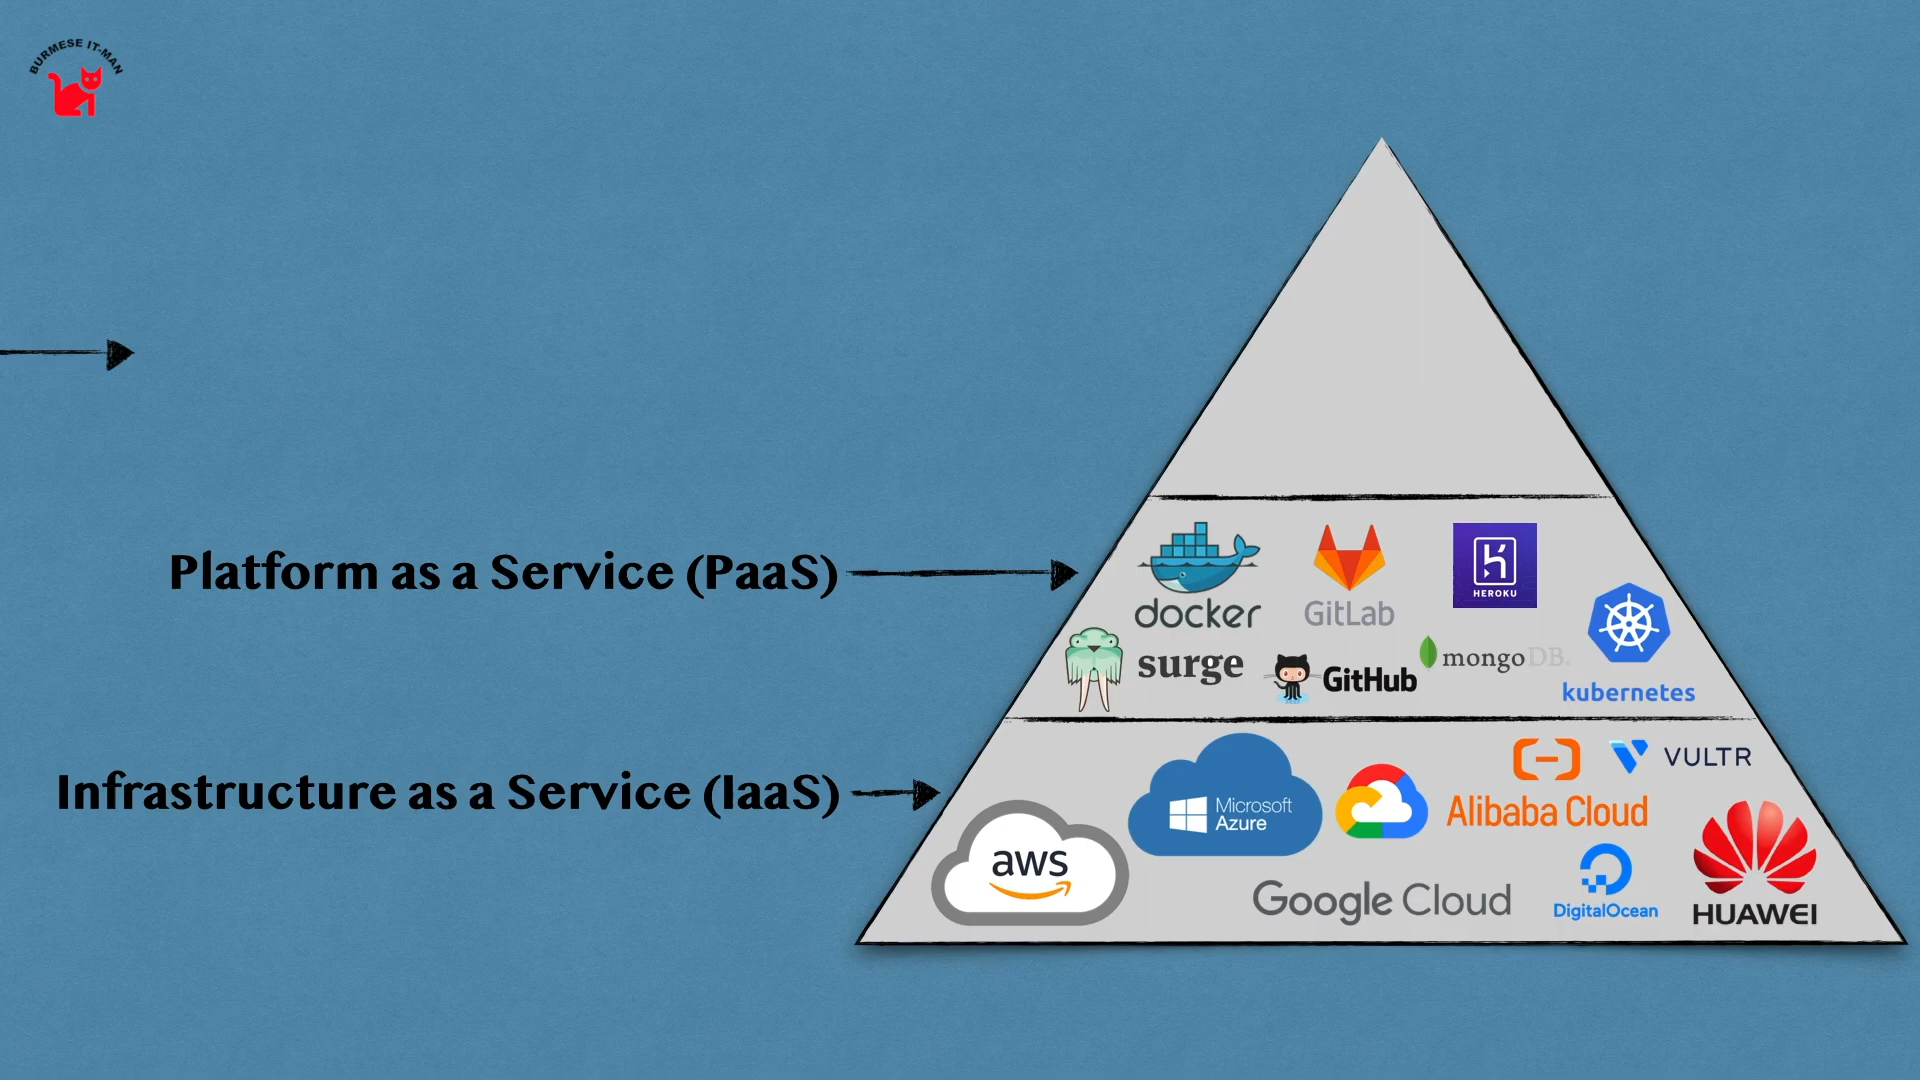 BURMESE IT-MAN
Platform as a Service (PaaS)
docker
GitLab
HEROKU
surge
GitHub
mongoDB.
kubernetes
Infrastructure as a Service (IaaS)
aws
Microsoft
Azure
Google Cloud
Alibaba Cloud
VULTR
DigitalOcean
HUAWEI